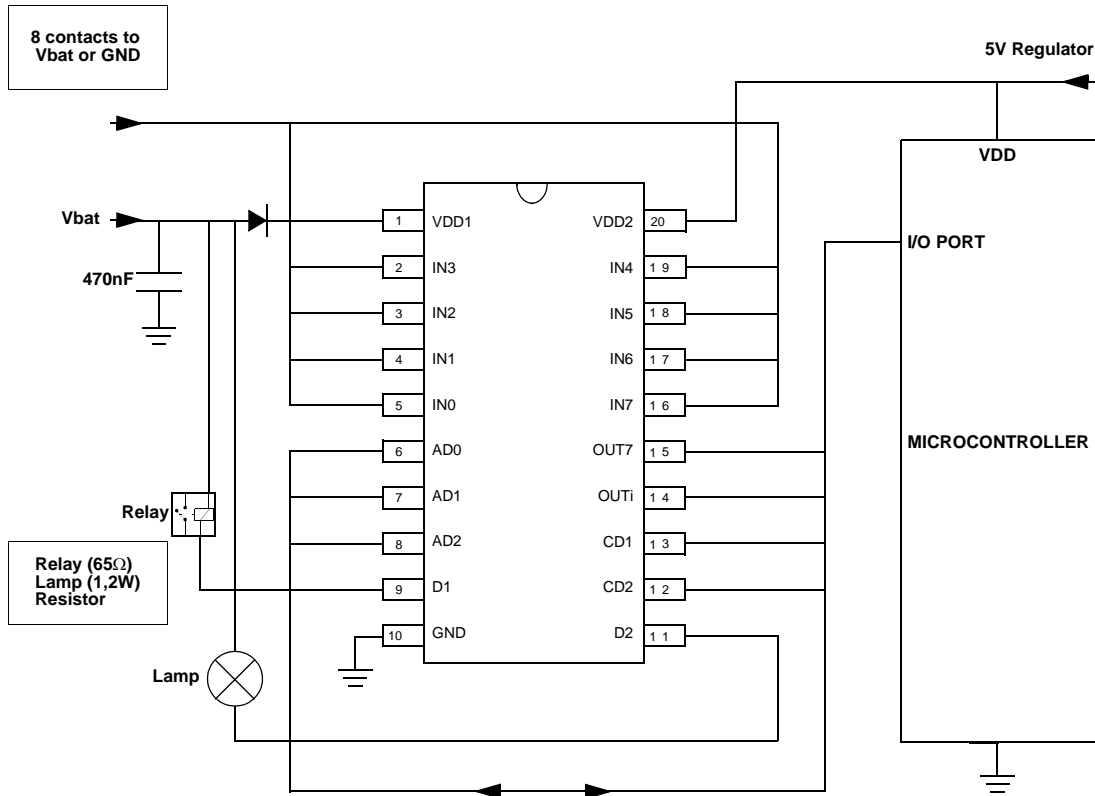 8 contacts to
Vbat or GND
5V Regulator
VDD
Vbat
470nF
1 VDD1 VDD2 20
I/O PORT
2 IN3 IN4 1 9
3 IN2 IN5 1 8
4 IN1 IN6 1 7
5 IN0 IN7 1 6
MICROCONTROLLER
6 AD0 OUT7 1 5
7 AD1 OUTi 1 4
Relay
8 AD2 CD1 1 3
Relay (65Ω)
Lamp (1,2W)
Resistor
9 D1 CD2 1 2
10 GND D2 1 1
Lamp